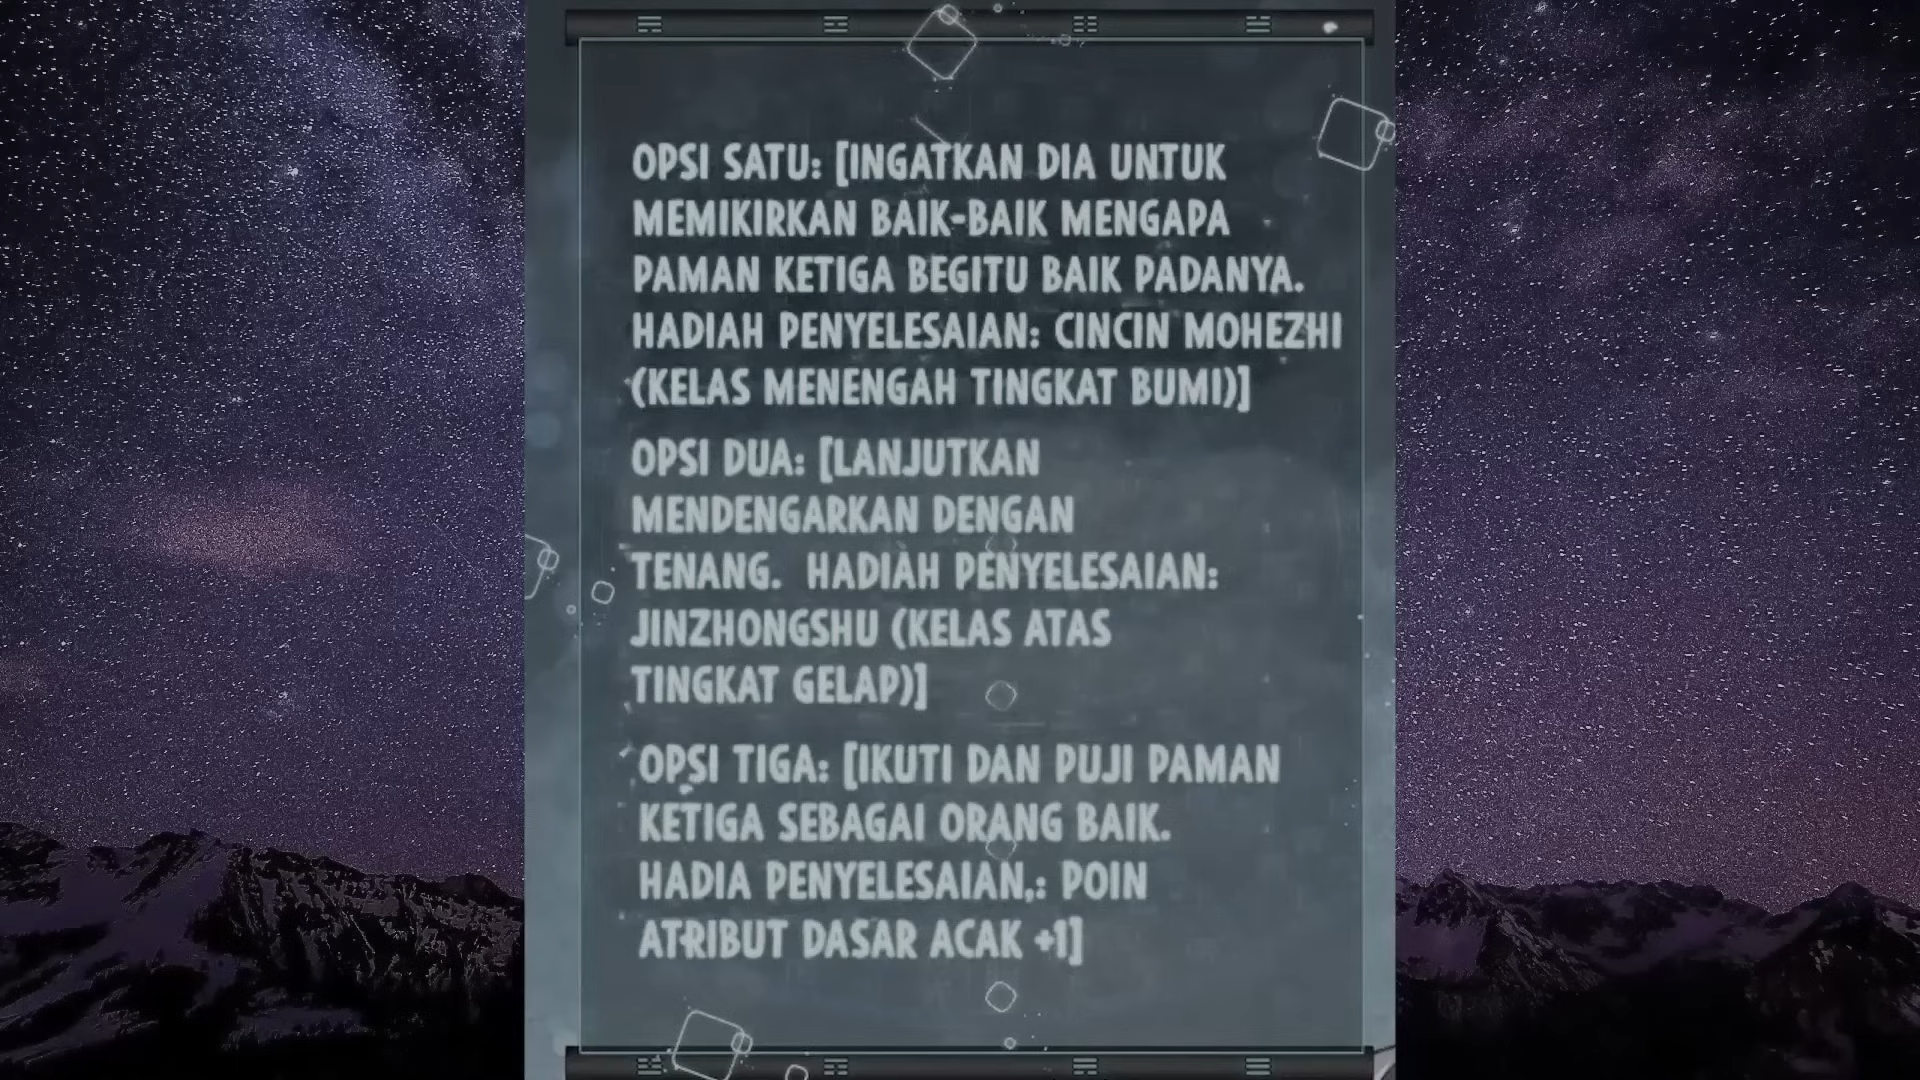 OPSI SATU: [INGATKAN DIA UNTUK
MEMIKIRKAN BAIK-BAIK MENGAPA
PAMAN KETIGA BEGITU BAIK PADANYA.
HADIAH PENYELESAIAN: CINCIN MOHEZHI
(KELAS MENENGAH TINGKAT BUMI)]
OPSI DUA: [LANJUTKAN
MENDENGARKAN DENGAN
TENANG. HADIAH PENYELESAIAN:
JINZHONGSHU (KELAS ATAS
TINGKAT GELAP)]
OPSI TIGA: [IKUTI DAN PUJI PAMAN
KETIGA SEBAGAI ORANG BAIK.
HADIA PENYELESAIAN,: POIN
ATRIBUT DASAR ACAK +1]